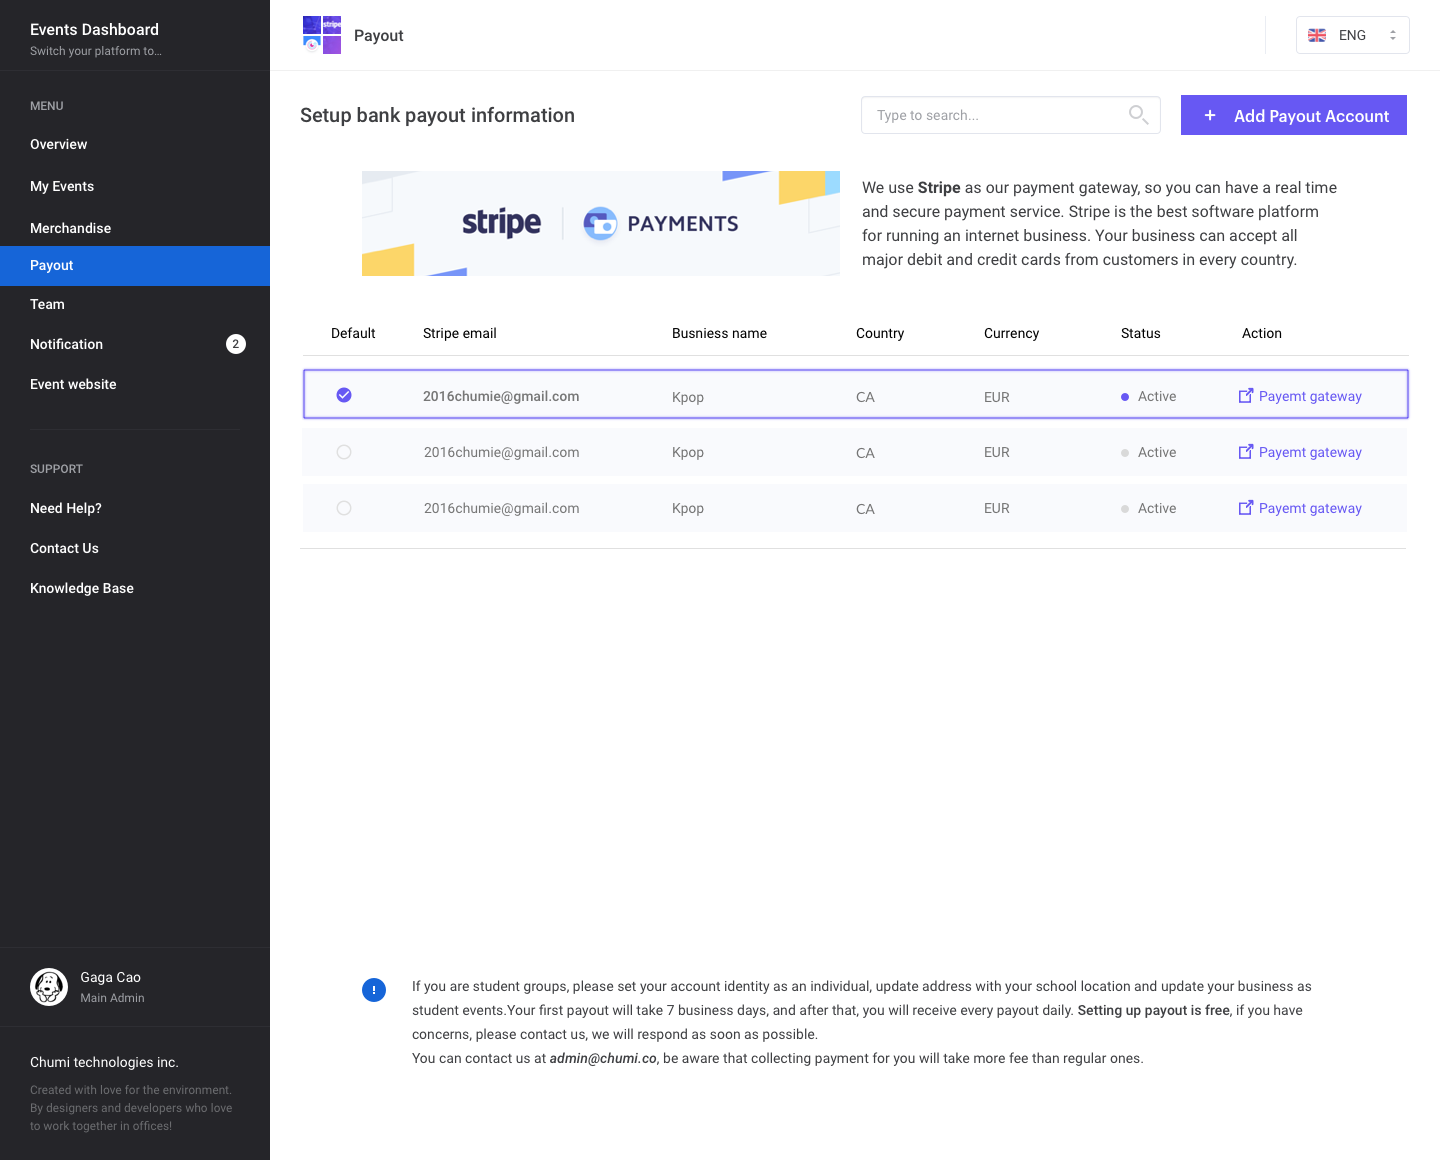 Events Dashboard
Switch your platform to...
MENU
Overview
My Events
Merchandise
Payout
Team
Notification 2
Event website
SUPPORT
Need Help?
Contact Us
Knowledge Base
Gaga Cao
Main Admin
Chumi technologies inc.
Created with love for the environment.
By designers and developers who love
to work together in offices!
stripe
Payout
ENG
Setup bank payout information
Type to search...
+ Add Payout Account
stripe PAYMENTS
We use Stripe as our payment gateway, so you can have a real time
and secure payment service. Stripe is the best software platform
for running an internet business. Your business can accept all
major debit and credit cards from customers in every country.
Default Stripe email Busniess name Country Currency Status Action
2016chumie@gmail.com Kpop CA EUR Active Payemt gateway
2016chumie@gmail.com Kpop CA EUR Active Payemt gateway
2016chumie@gmail.com Kpop CA EUR Active Payemt gateway
! If you are student groups, please set your account identity as an individual, update address with your school location and update your business as
student events.Your first payout will take 7 business days, and after that, you will receive every payout daily. Setting up payout is free, if you have
concerns, please contact us, we will respond as soon as possible.
You can contact us at admin@chumi.co, be aware that collecting payment for you will take more fee than regular ones.